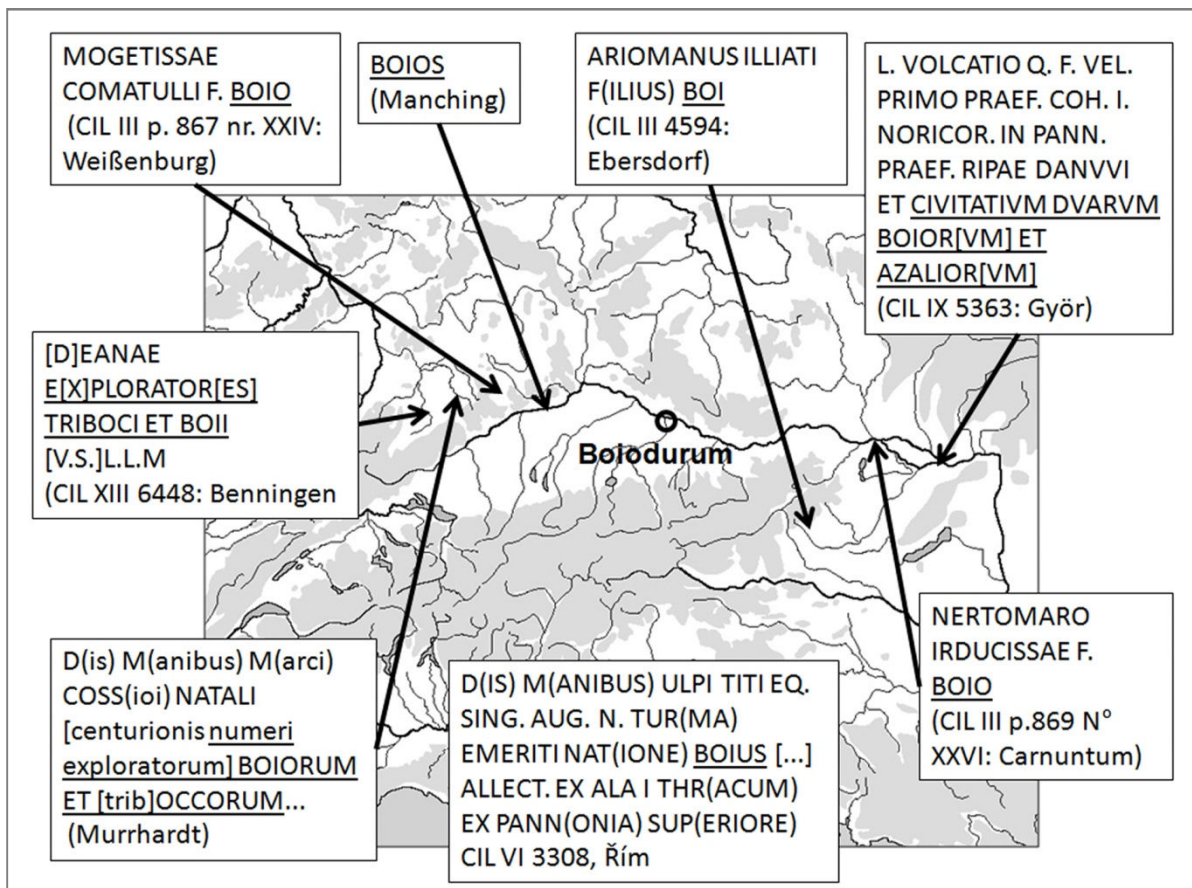 MOGETISSAE
COMATULLI F. BOIO
(CIL III p. 867 nr. XXIV:
Weißenburg)
BOIOS
(Manching)
ARIOMANUS ILLIATI
F(ILIUS) BOI
(CIL III 4594:
Ebersdorf)
L. VOLCATIO Q. F. VEL.
PRIMO PRAEF. COH. I.
NORICOR. IN PANN.
PRAEF. RIPAE DANVVI
ET CIVITATIVM DVARVM
BOIOR[VM] ET
AZALIOR[VM]
(CIL IX 5363: Györ)
[D]EANAE
E[X]PLORATOR[ES]
TRIBOCI ET BOII
[V.S.]L.L.M
(CIL XIII 6448: Benningen
Boiodurum
D(is) M(anibus) M(arci)
COSS(ioi) NATALI
[centurionis numeri
exploratorum] BOIORUM
ET [trib]OCCORUM...
(Murrhardt)
D(IS) M(ANIBUS) ULPI TITI EQ.
SING. AUG. N. TUR(MA)
EMERITI NAT(IONE) BOIUS [...]
ALLECT. EX ALA I THR(ACUM)
EX PANN(ONIA) SUP(ERIORE)
CIL VI 3308, Řím
NERTOMARO
IRDUCISSAE F.
BOIO
(CIL III p.869 Nº
XXVI: Carnuntum)